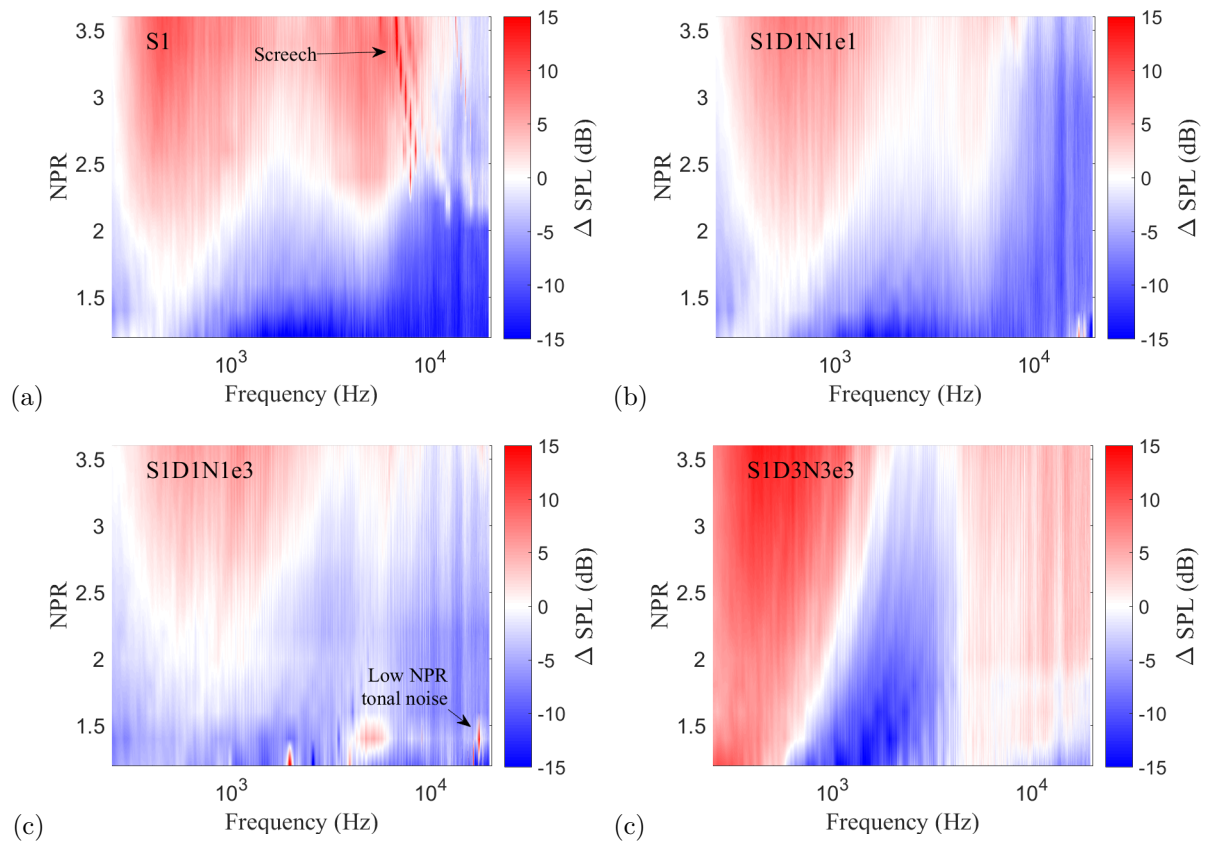 S1
Screech
3.5
3
2.5
2
1.5
NPR
10^3
10^4
Frequency (Hz)
15
10
5
0
-5
-10
-15
Δ SPL (dB)
(a)
S1D1N1e1
3.5
3
2.5
2
1.5
NPR
10^3
10^4
Frequency (Hz)
15
10
5
0
-5
-10
-15
Δ SPL (dB)
(b)
S1D1N1e3
Low NPR
tonal noise
3.5
3
2.5
2
1.5
NPR
10^3
10^4
Frequency (Hz)
15
10
5
0
-5
-10
-15
Δ SPL (dB)
(c)
S1D3N3e3
3.5
3
2.5
2
1.5
NPR
10^3
10^4
Frequency (Hz)
15
10
5
0
-5
-10
-15
Δ SPL (dB)
(c)